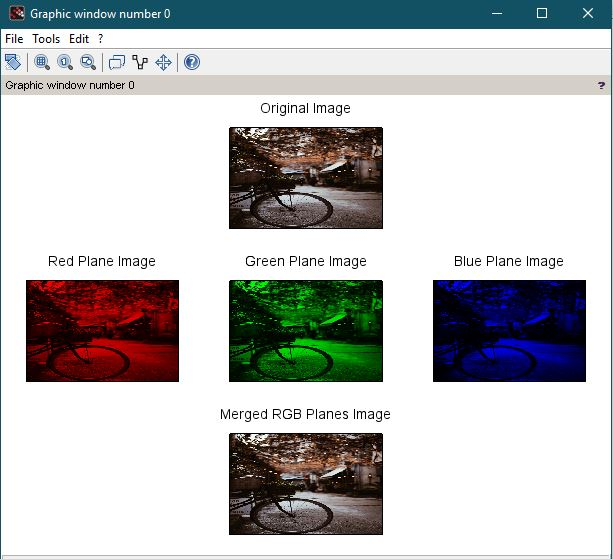 Graphic window number 0
File Tools Edit ?
Graphic window number 0 ?
Original Image
Red Plane Image Green Plane Image Blue Plane Image
Merged RGB Planes Image